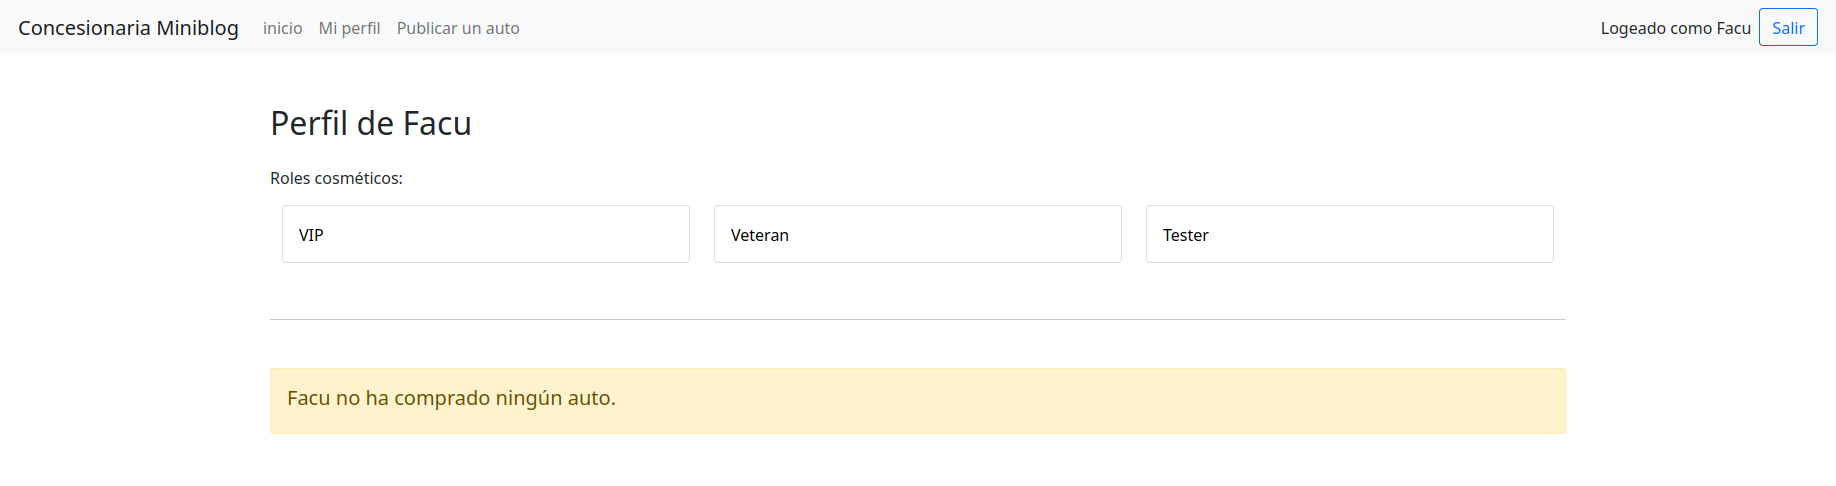 Concesionaria Miniblog inicio Mi perfil Publicar un auto Logeado como Facu Salir
Perfil de Facu
Roles cosméticos:
VIP Veteran Tester
Facu no ha comprado ningún auto.